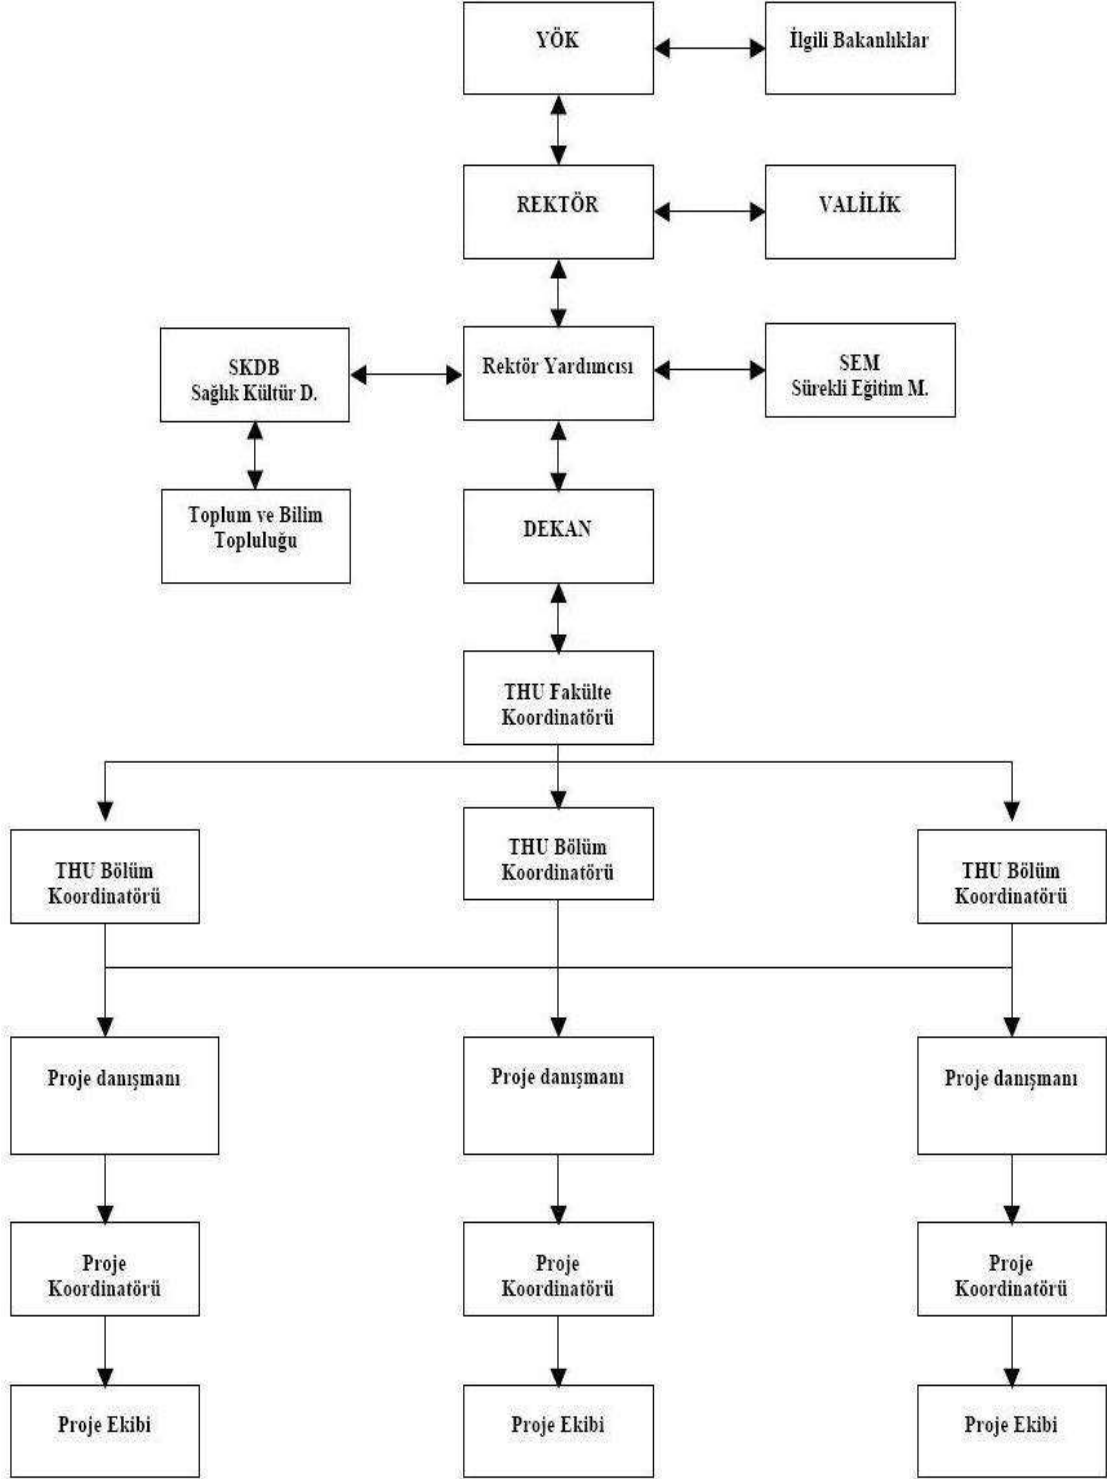 YÖK
İlgili Bakanlıklar
REKTÖR
VALİLİK
SKDB
Sağlık Kültür D.
Rektör Yardımcısı
SEM
Sürekli Eğitim M.
Toplum ve Bilim
Topluluğu
DEKAN
THU Fakülte
Koordinatörü
THU Bölüm
Koordinatörü
THU Bölüm
Koordinatörü
THU Bölüm
Koordinatörü
Proje danışmanı
Proje danışmanı
Proje danışmanı
Proje
Koordinatörü
Proje
Koordinatörü
Proje
Koordinatörü
Proje Ekibi
Proje Ekibi
Proje Ekibi